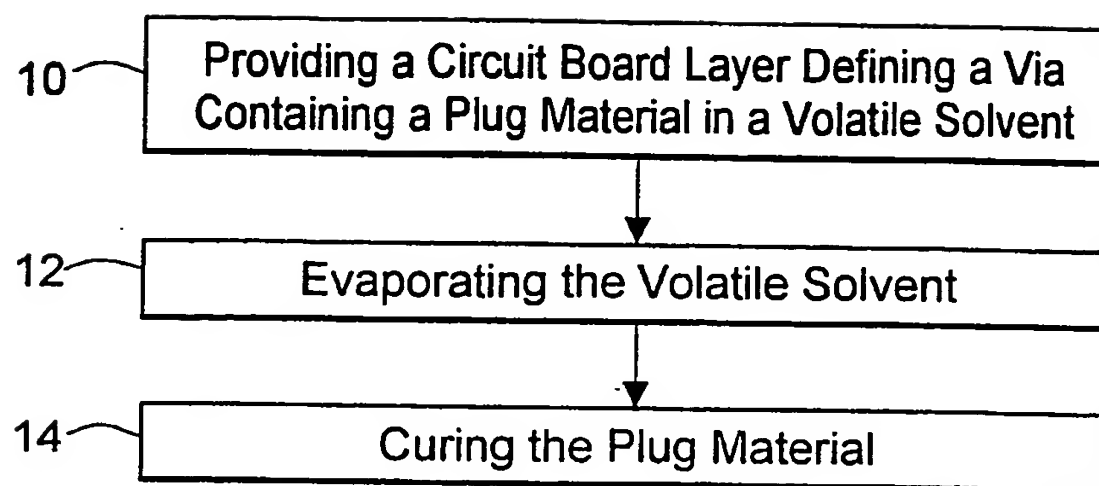 10
Providing a Circuit Board Layer Defining a Via
Containing a Plug Material in a Volatile Solvent
12
Evaporating the Volatile Solvent
14
Curing the Plug Material